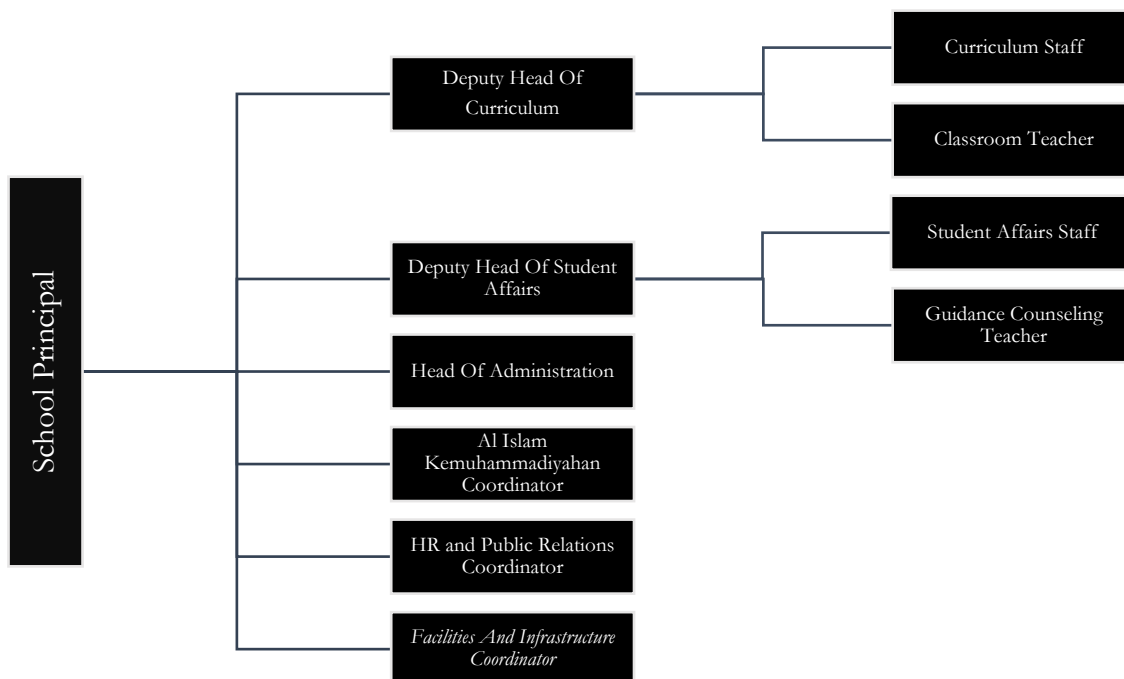 School Principal
Deputy Head Of
Curriculum
Curriculum Staff
Classroom Teacher
Deputy Head Of Student
Affairs
Student Affairs Staff
Guidance Counseling
Teacher
Head Of Administration
Al Islam
Kemuhammadiyahan
Coordinator
HR and Public Relations
Coordinator
Facilities And Infrastructure
Coordinator